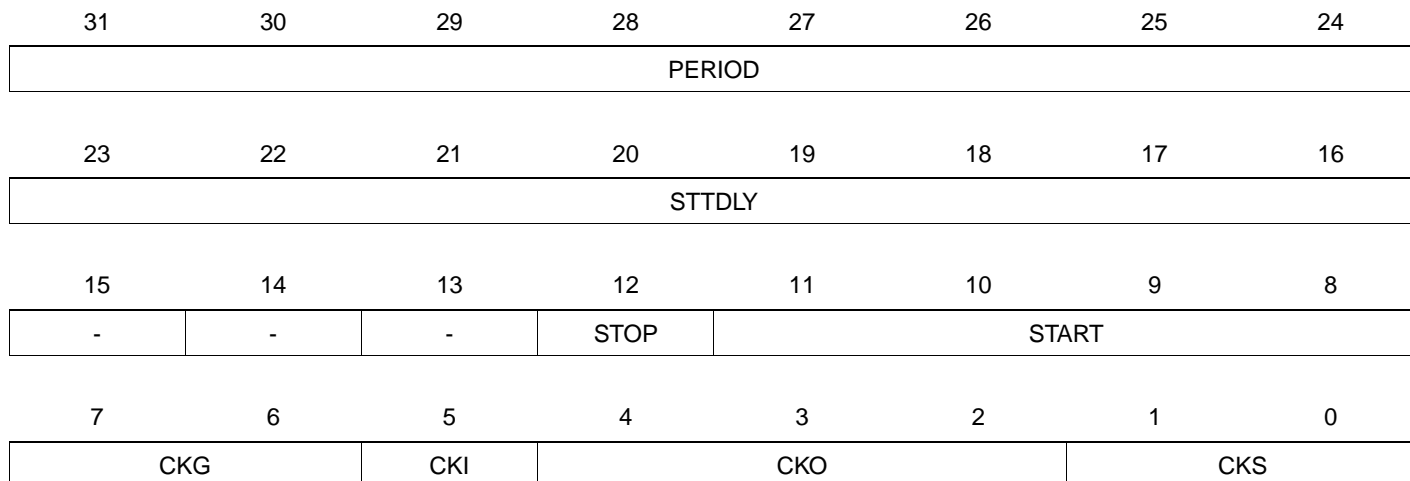 31 30 29 28 27 26 25 24
PERIOD
23 22 21 20 19 18 17 16
STTDLY
15 14 13 12 11 10 9 8
- - - STOP START
7 6 5 4 3 2 1 0
CKG CKI CKO CKS